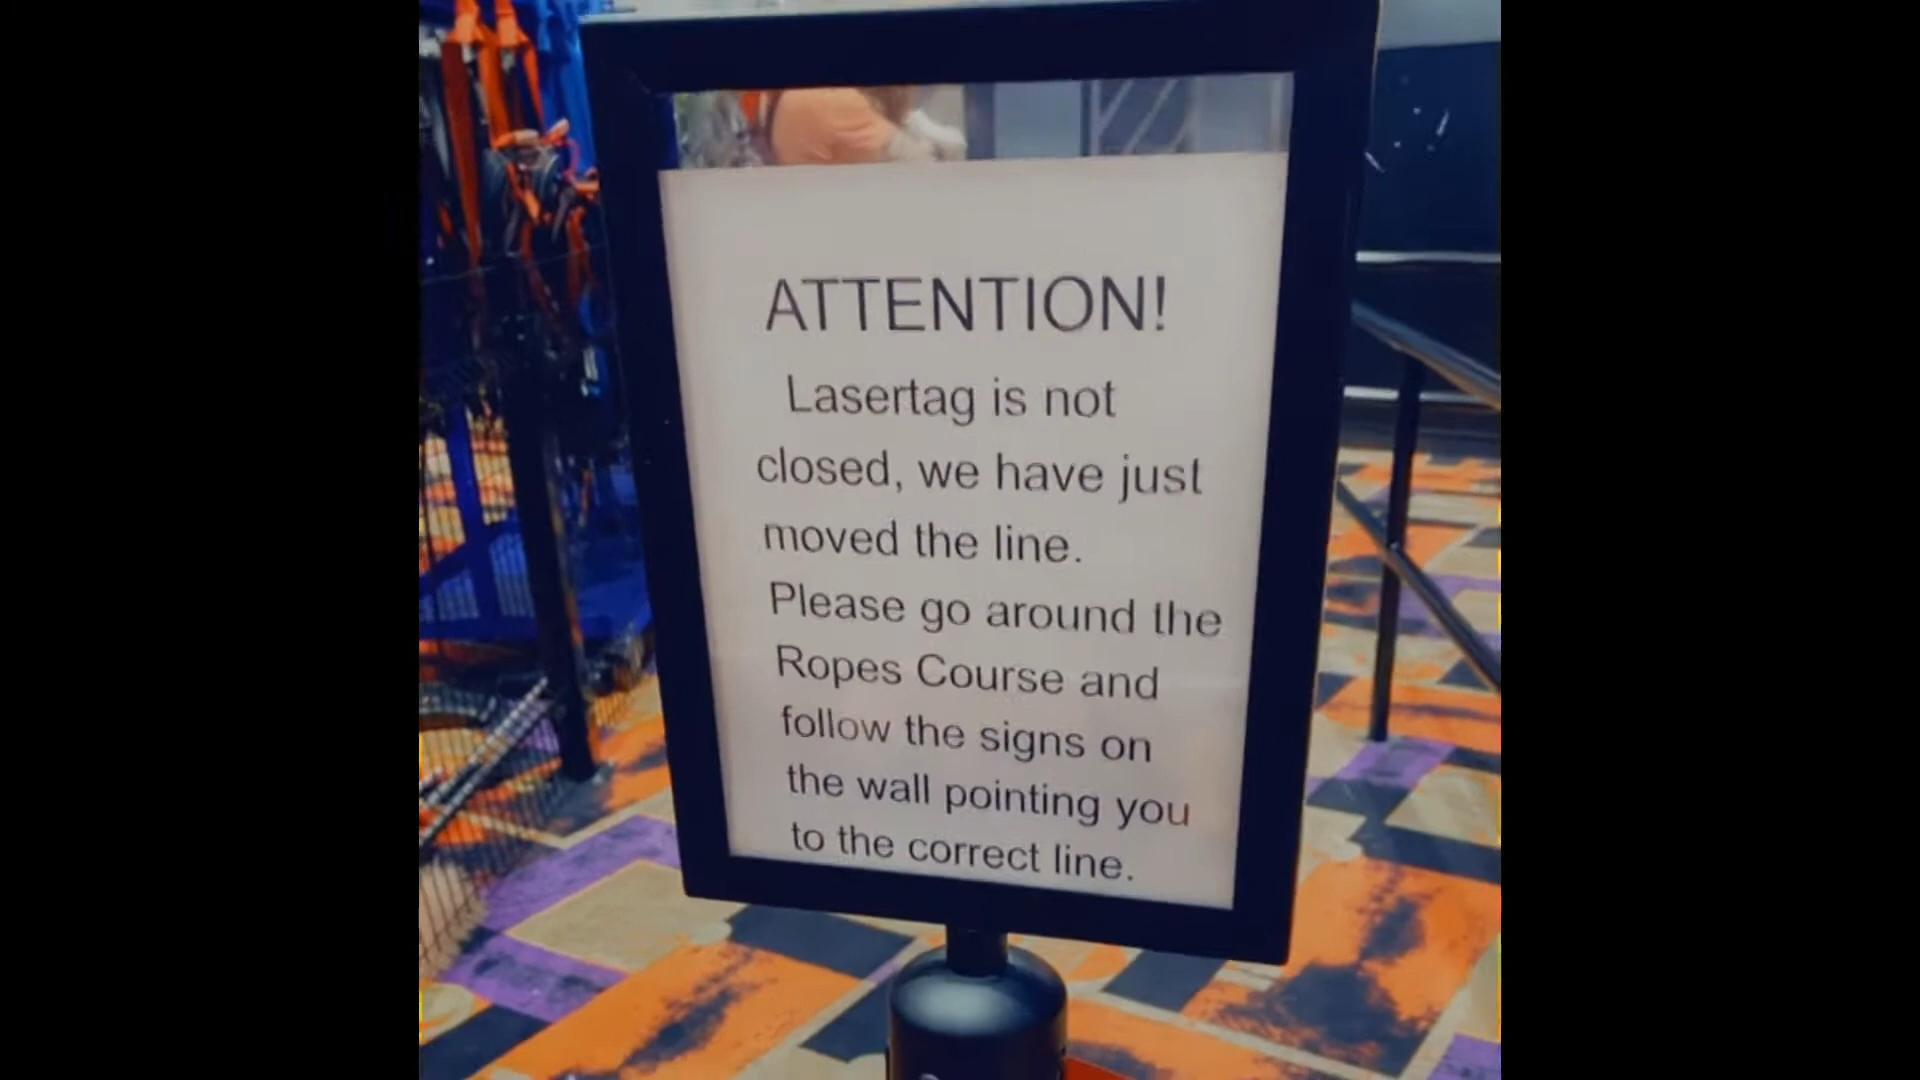 ATTENTION!
Lasertag is not
closed, we have just
moved the line.
Please go around the
Ropes Course and
follow the signs on
the wall pointing you
to the correct line.